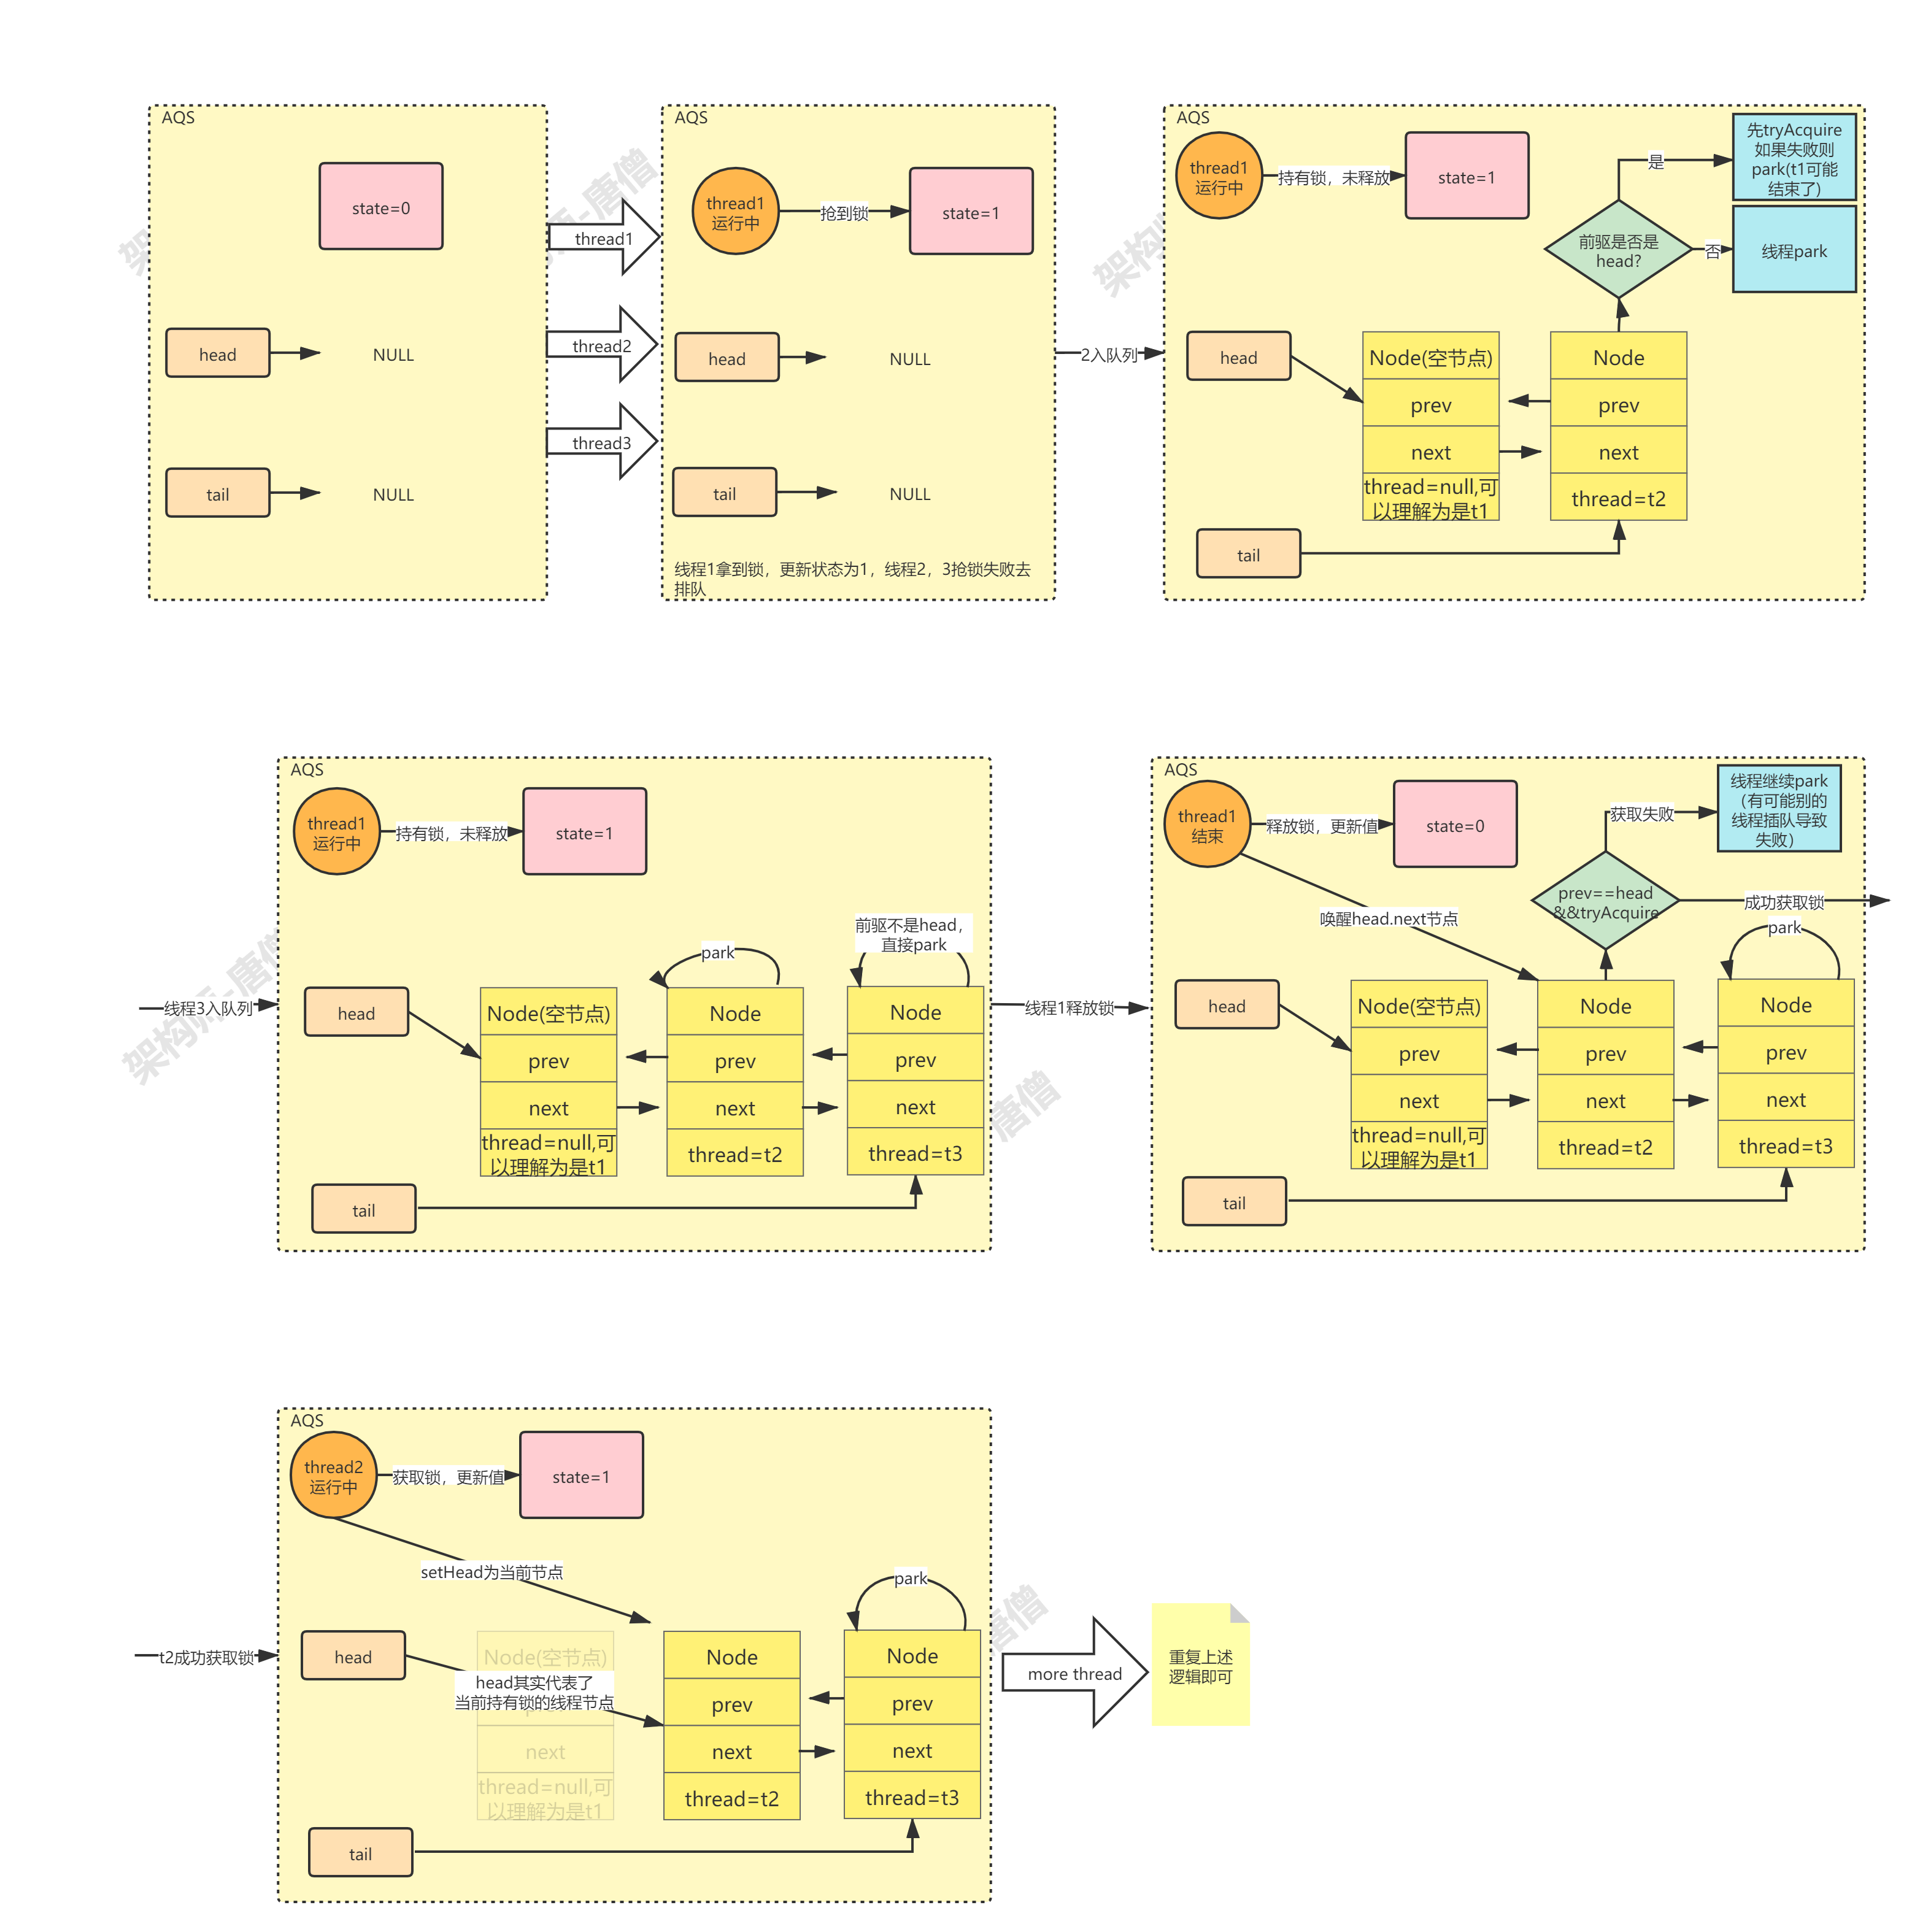 AQS
state=0
head
NULL
tail
NULL
thread1
thread2
thread3
AQS
thread1
运行中
抢到锁
state=1
head
NULL
tail
NULL
线程1拿到锁，更新状态为1，线程2，3抢锁失败去
排队
2入队列
AQS
thread1
运行中
持有锁，未释放
state=1
是
先tryAcquire
如果失败则
park(t1可能
结束了)
前驱是否是
head?
否
线程park
head
Node(空节点)
prev
next
thread=null,可
以理解为是t1
Node
prev
next
thread=t2
tail
线程3入队列
AQS
thread1
运行中
持有锁，未释放
state=1
park
前驱不是head，
直接park
head
Node(空节点)
prev
next
thread=null,可
以理解为是t1
Node
prev
next
thread=t2
Node
prev
next
thread=t3
tail
线程1释放锁
AQS
thread1
结束
释放锁，更新值
state=0
获取失败
线程继续park
（有可能别的
线程插队导致
失败）
prev==head
&&tryAcquire
成功获取锁
唤醒head.next节点
park
head
Node(空节点)
prev
next
thread=null,可
以理解为是t1
Node
prev
next
thread=t2
Node
prev
next
thread=t3
tail
t2成功获取锁
AQS
thread2
运行中
获取锁，更新值
state=1
setHead为当前节点
park
head
Node(空节点)
head其实代表了
当前持有锁的线程节点
next
thread=null,可
以理解为是t1
Node
prev
next
thread=t2
Node
prev
next
thread=t3
tail
more thread
重复上述
逻辑即可
架构师-唐僧